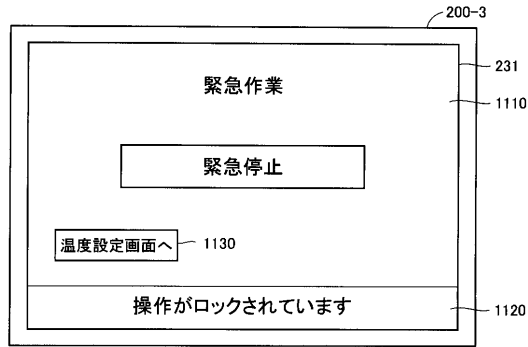 200-3
231
緊急作業
1110
緊急停止
温度設定画面へ
1130
操作がロックされています
1120